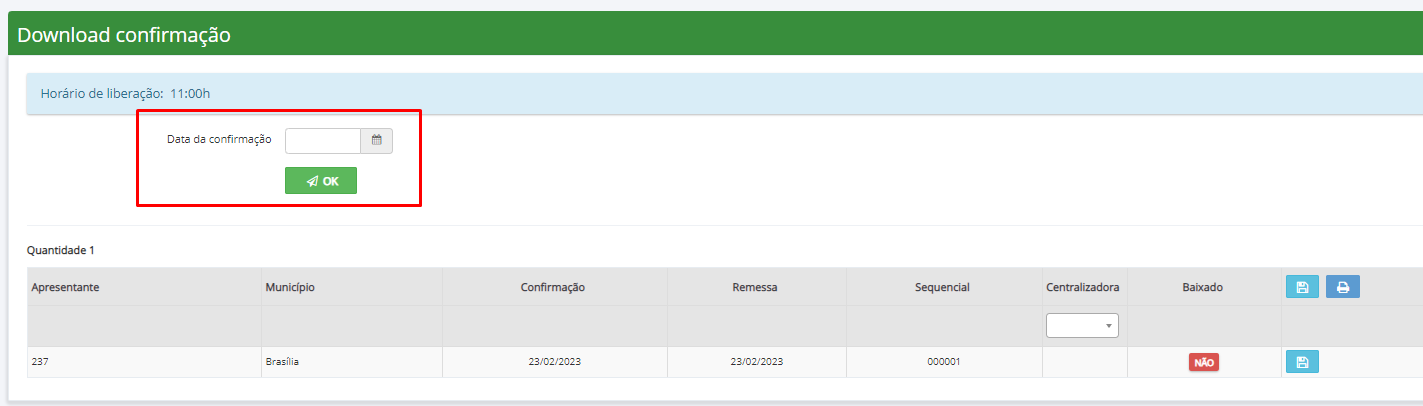 Download confirmação
Horário de liberação: 11:00h
Data da confirmação
OK
Quantidade 1
Apresentante Município Confirmação Remessa Sequencial Centralizadora Baixado
237 Brasília 23/02/2023 23/02/2023 000001 NÃO